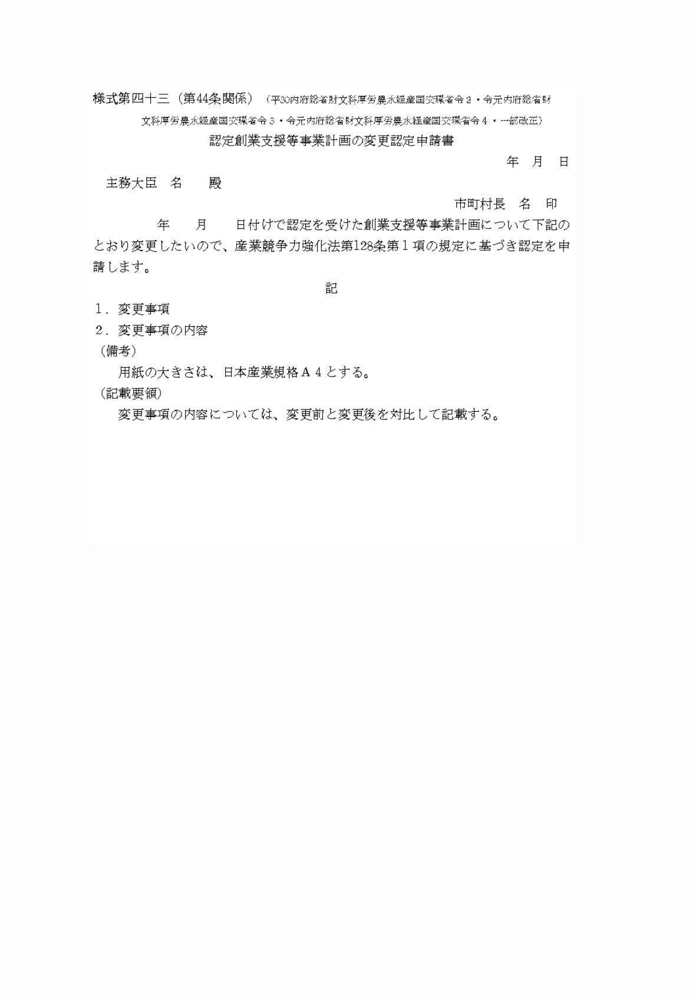 様式第四十三（第44条関係）（平30内府総省財文科厚労農水経産国交環省令２・令元内府総省財
文科厚労農水経産国交環省令３・令元内府総省財文科厚労農水経産国交環省令４・一部改正）
認定創業支援等事業計画の変更認定申請書
年　月　日
主務大臣　名　　殿
市町村長　名　印
年　　月　　日付けで認定を受けた創業支援等事業計画について下記の
とおり変更したいので、産業競争力強化法第128条第１項の規定に基づき認定を申
請します。
記
１．変更事項
２．変更事項の内容
（備考）
用紙の大きさは、日本産業規格Ａ４とする。
（記載要領）
変更事項の内容については、変更前と変更後を対比して記載する。